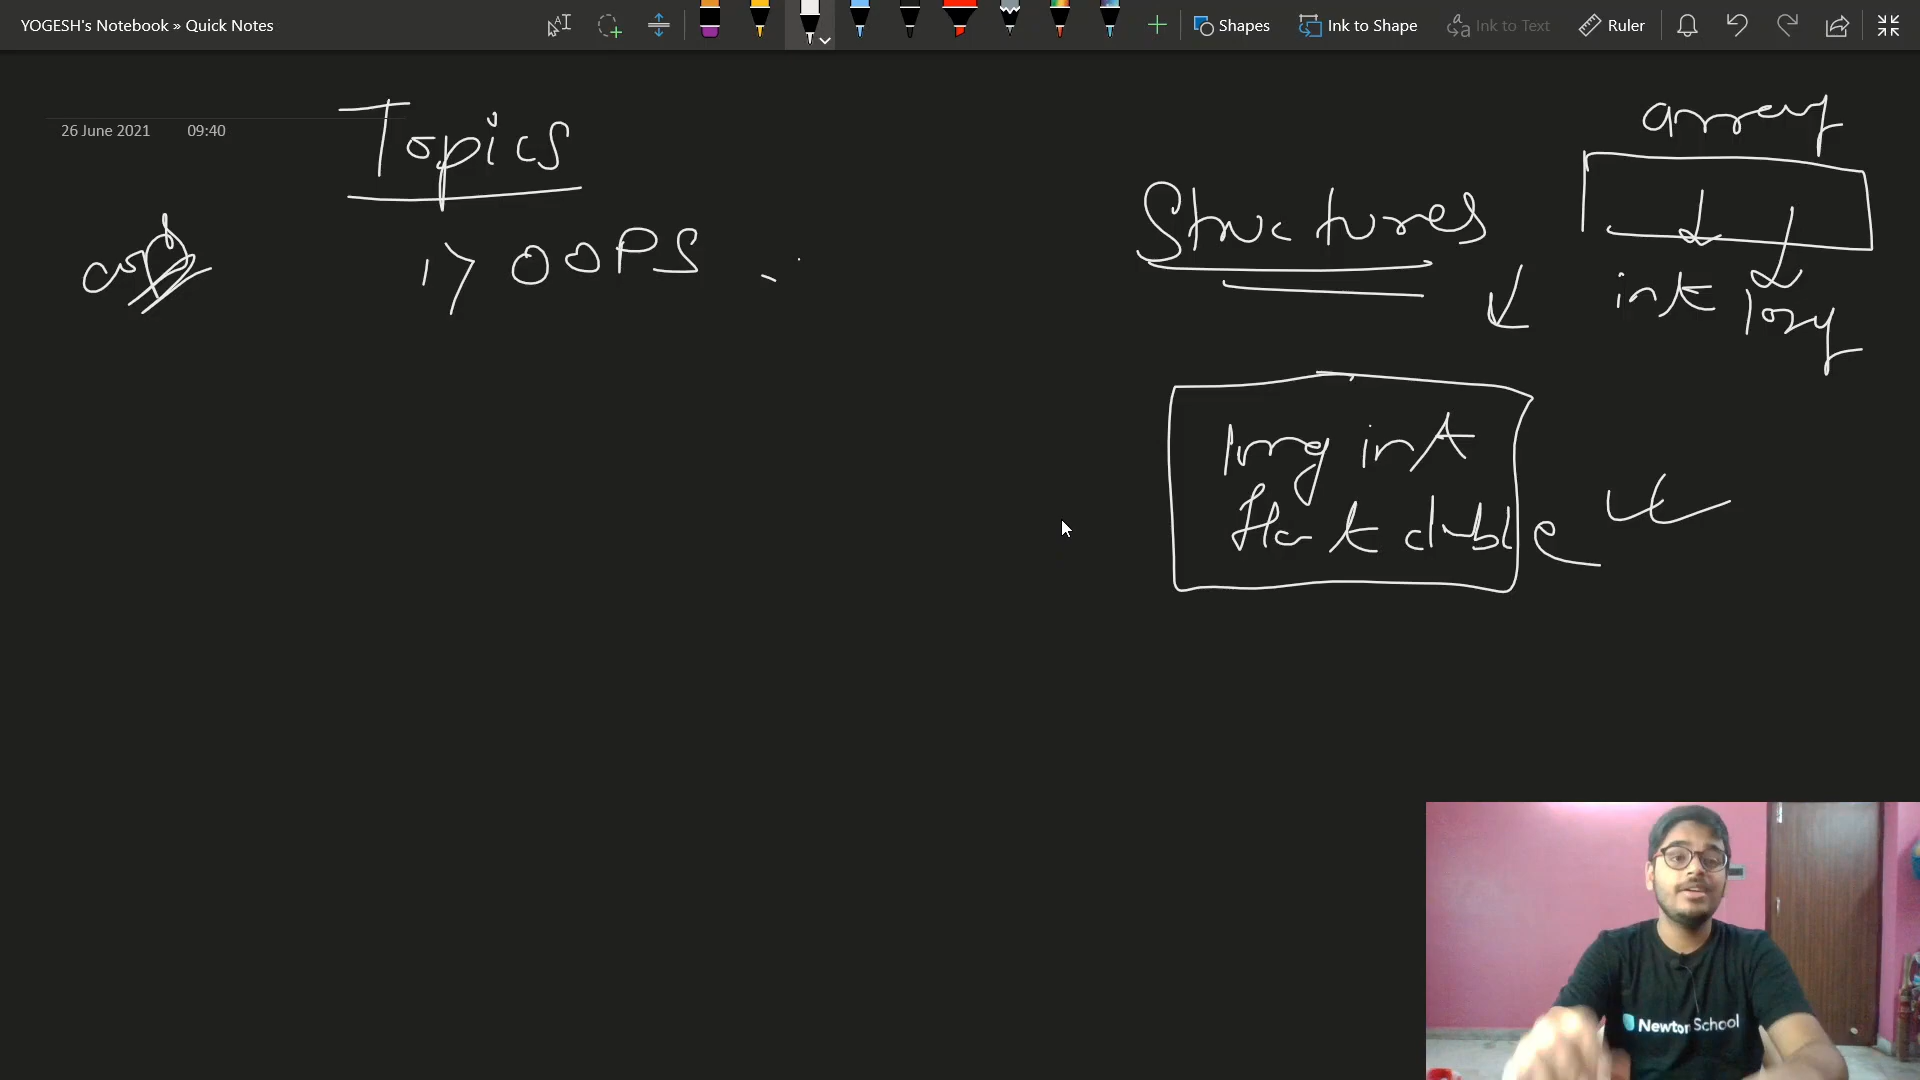 YOGESH's Notebook » Quick Notes
Shapes
Ink to Shape
Ink to Text
Ruler
26 June 2021 09:40
Topics
1> OOPS
array
int long
Structures
long int
float double
Newton School